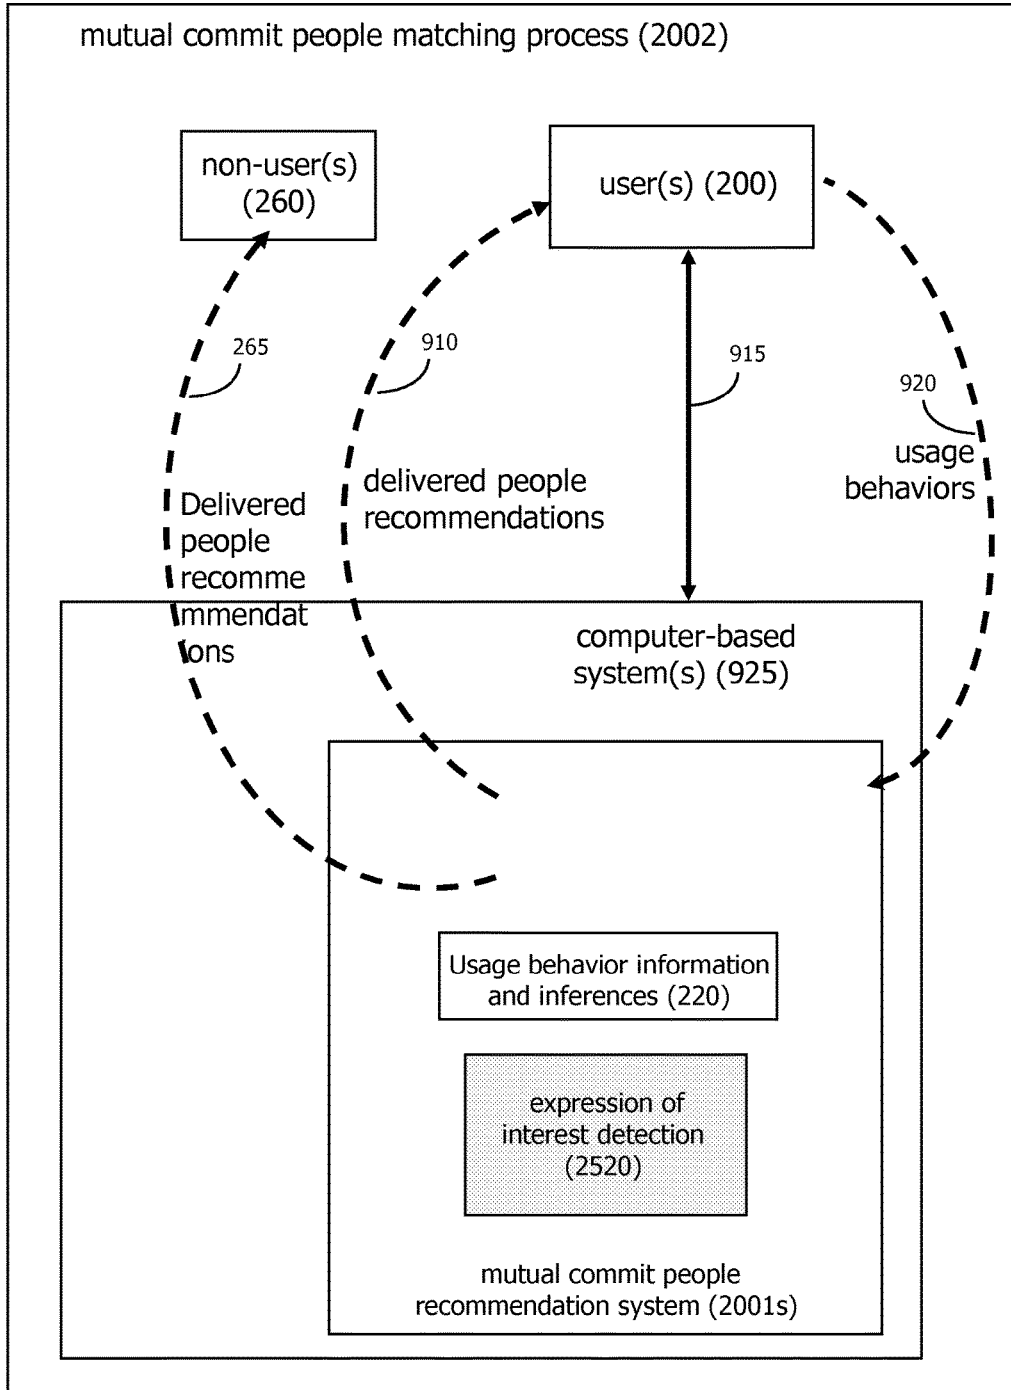 mutual commit people matching process (2002)
non-user(s)
(260)
user(s) (200)
265
910
915
920
usage
behaviors
delivered people
recommendations
Delivered
people
recomme
mmendat
ions
computer-based
system(s) (925)
Usage behavior information
and inferences (220)
expression of
interest detection
(2520)
mutual commit people
recommendation system (2001s)